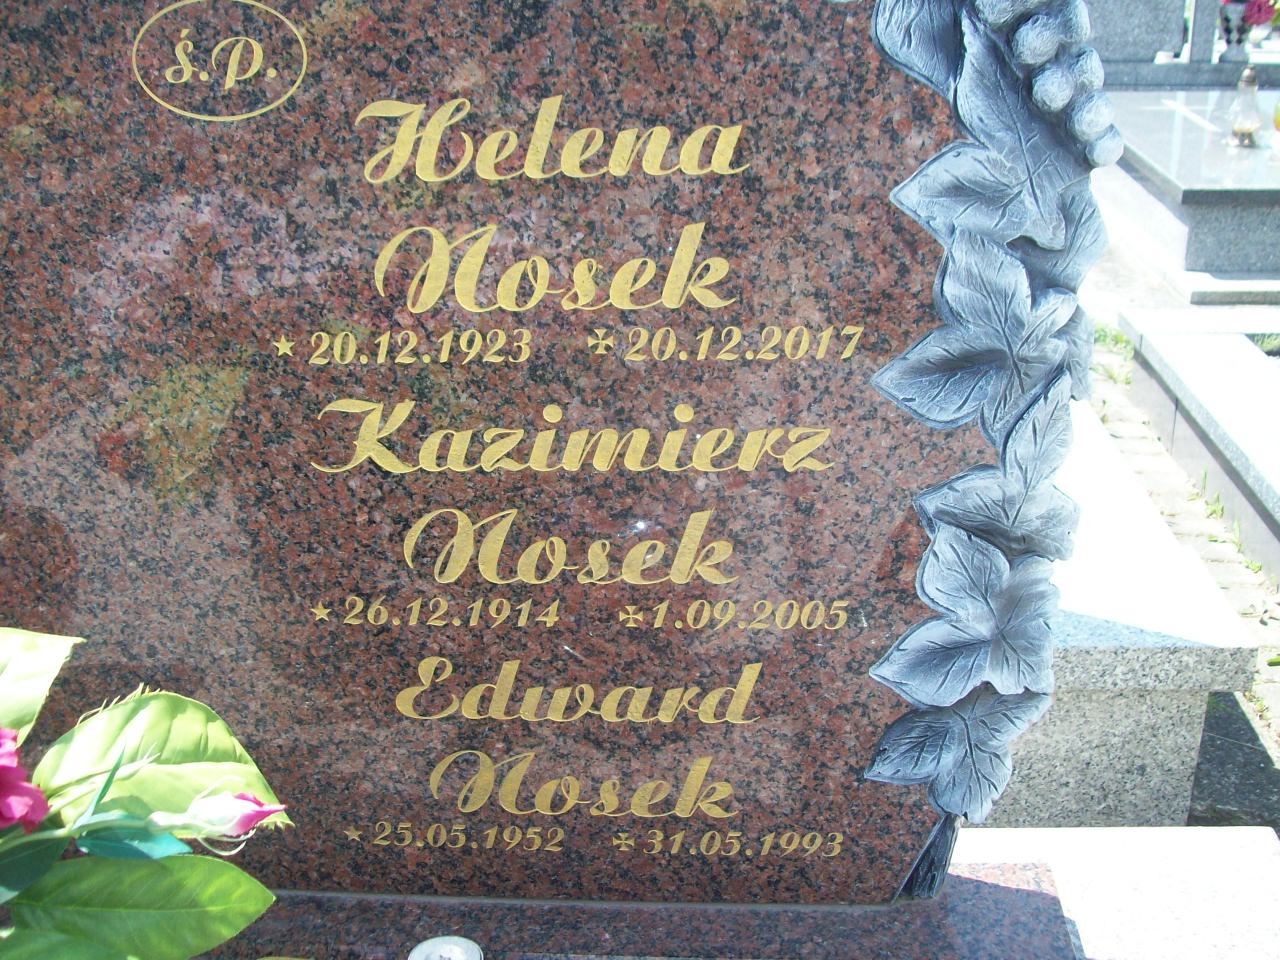 Ś.P.
Helena
Nosek
★20.12.1923 ✠20.12.2017
Kazimierz
Nosek
★26.12.1914 ✠1.09.2005
Edward
Nosek
★25.05.1952 ✠31.05.1993